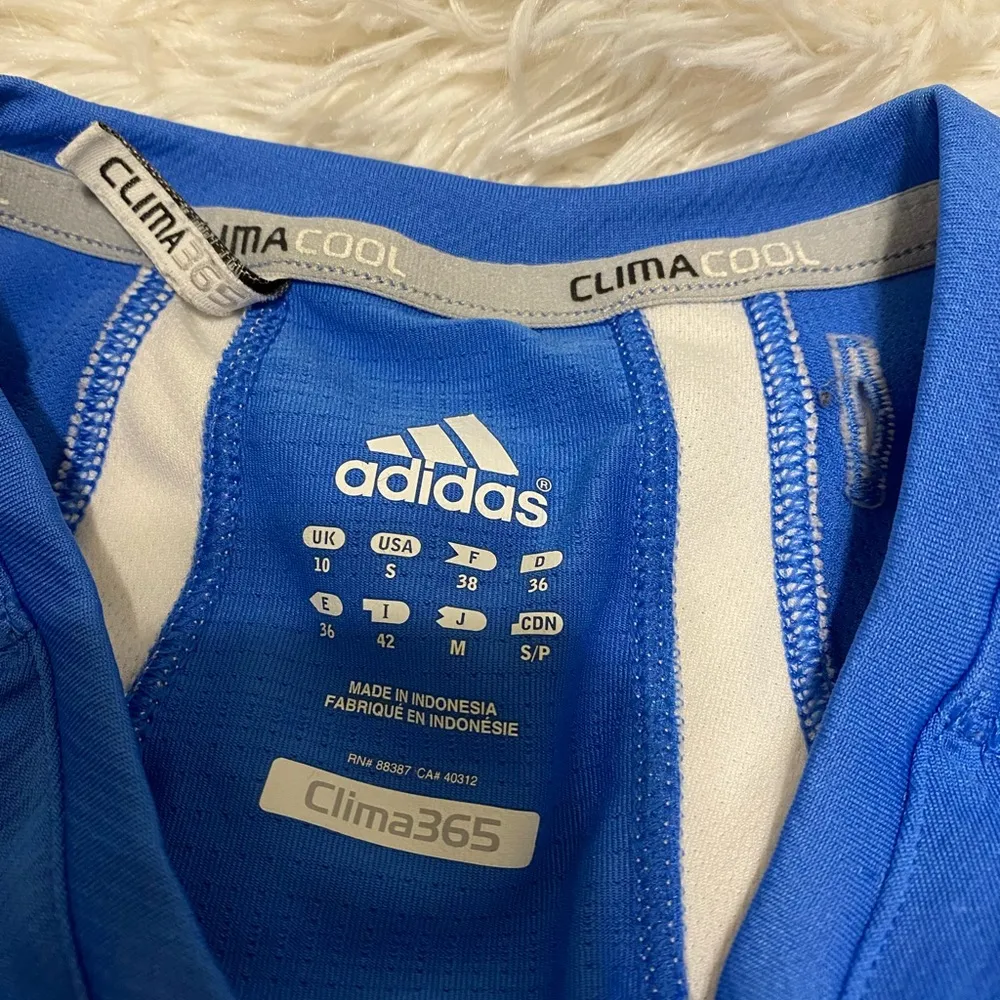 CLIMA365
IMACOOL
CLIMACOOL
adidas®
UK USA F D
10 S 38 36
E I J CDN
36 42 M S/P
MADE IN INDONESIA
FABRIQUÉ EN INDONÉSIE
RN# 88387 CA# 40312
Clima365